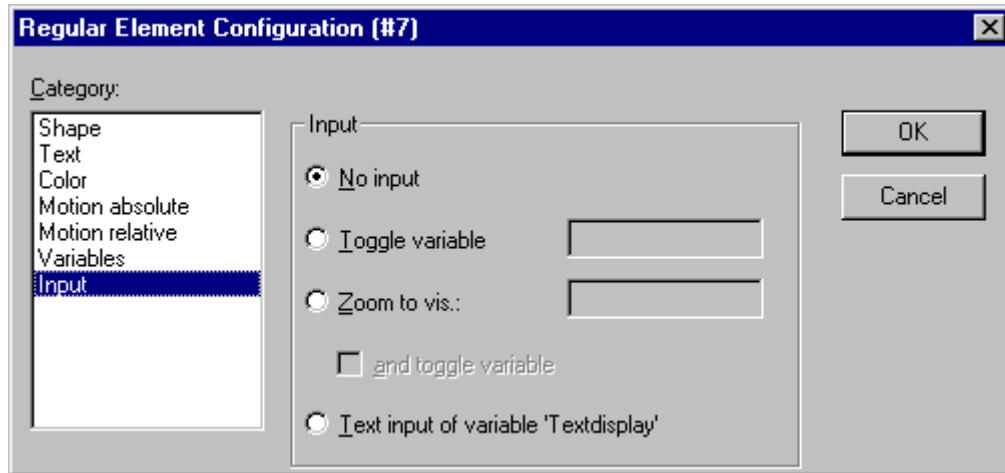 Regular Element Configuration (#7)
Category:
Shape
Text
Color
Motion absolute
Motion relative
Variables
Input
Input
No input
Toggle variable
Zoom to vis.:
and toggle variable
Text input of variable 'Textdisplay'
OK
Cancel